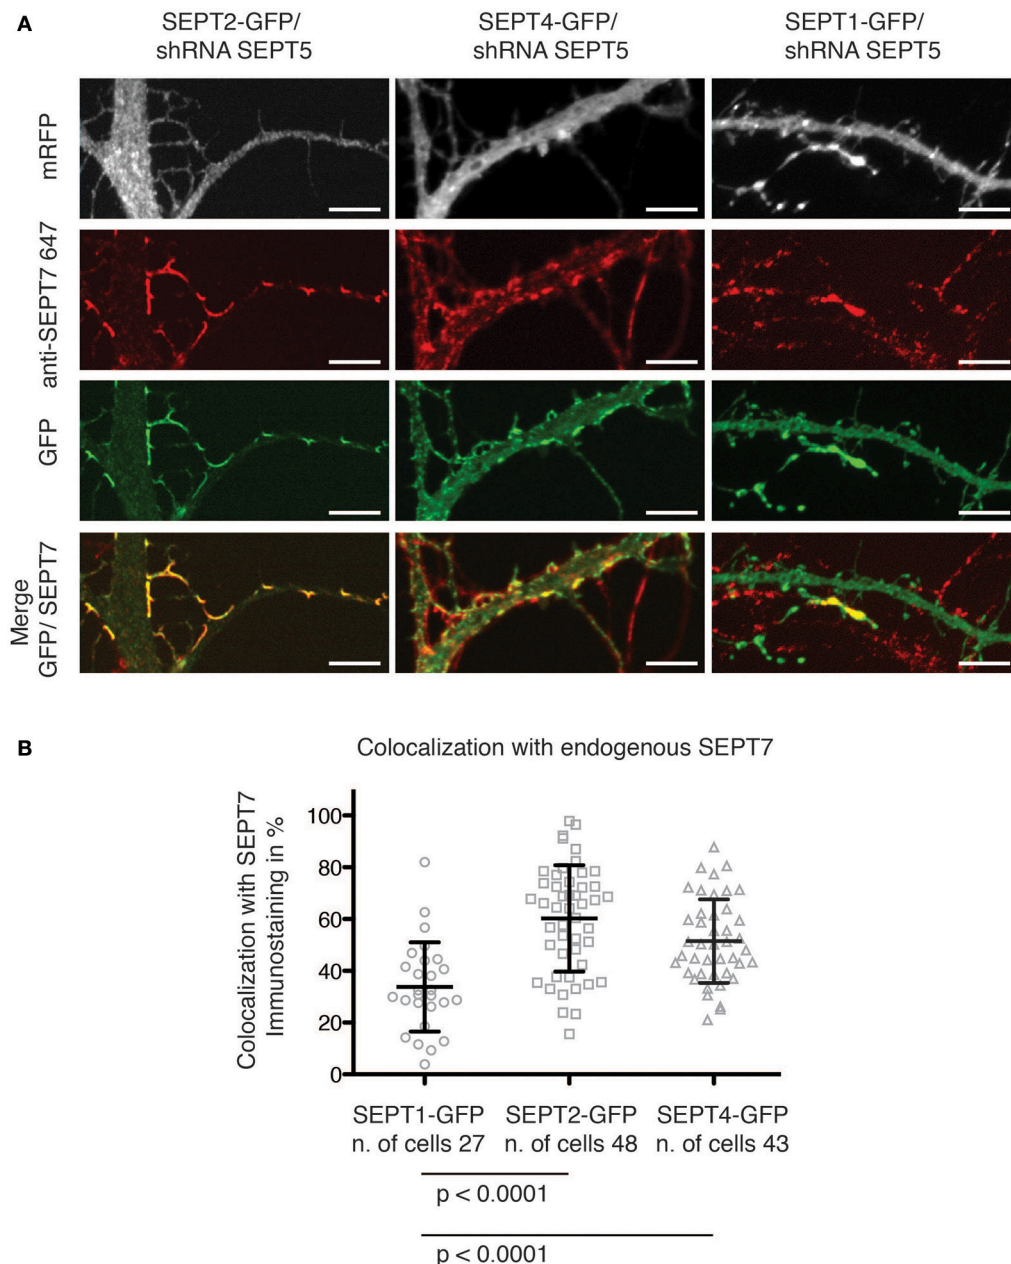 A
SEPT2-GFP/
shRNA SEPT5
SEPT4-GFP/
shRNA SEPT5
SEPT1-GFP/
shRNA SEPT5
mRFP
anti-SEPT7 647
GFP
Merge
GFP/ SEPT7
B
Colocalization with endogenous SEPT7
Colocalization with SEPT7
Immunostaining in %
100
80
60
40
20
0
SEPT1-GFP
n. of cells 27
SEPT2-GFP
n. of cells 48
SEPT4-GFP
n. of cells 43
p < 0.0001
p < 0.0001